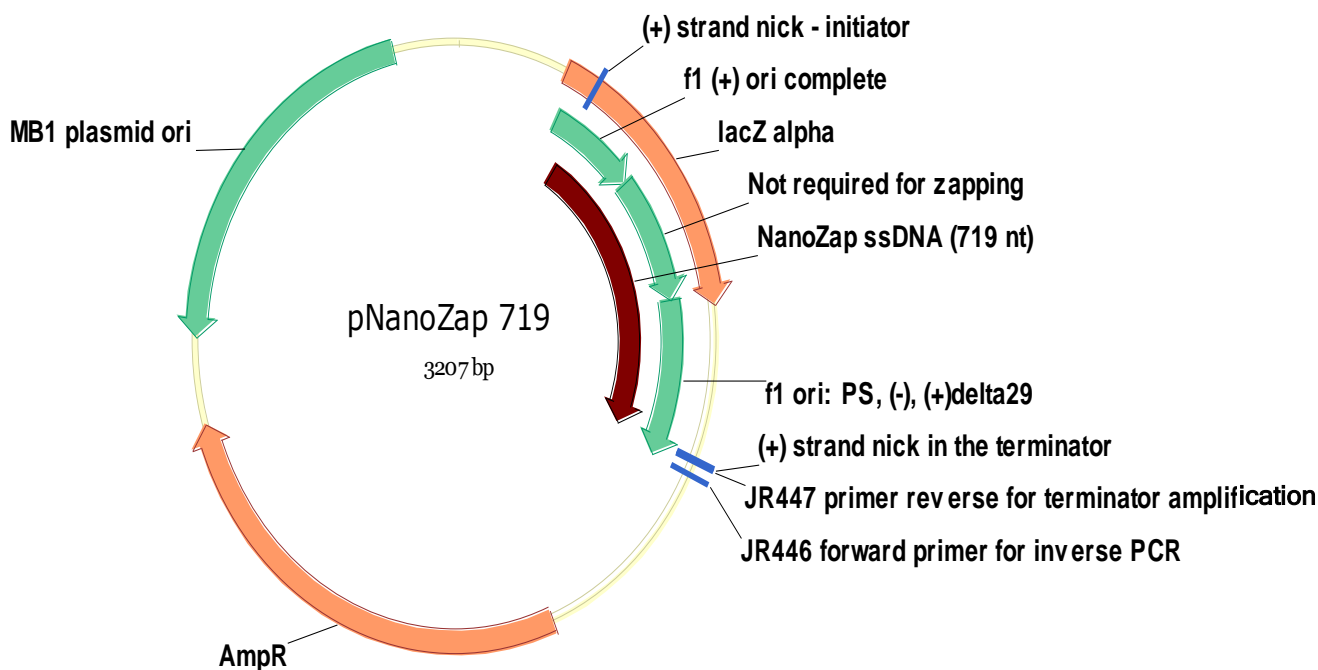 (+) strand nick - initiator
f1 (+) ori complete
MB1 plasmid ori
lacZ alpha
Not required for zapping
NanoZap ssDNA (719 nt)
pNanoZap 719
3207 bp
f1 ori: PS, (-), (+)delta29
(+) strand nick in the terminator
JR447 primer reverse for terminator amplification
JR446 forward primer for inverse PCR
AmpR